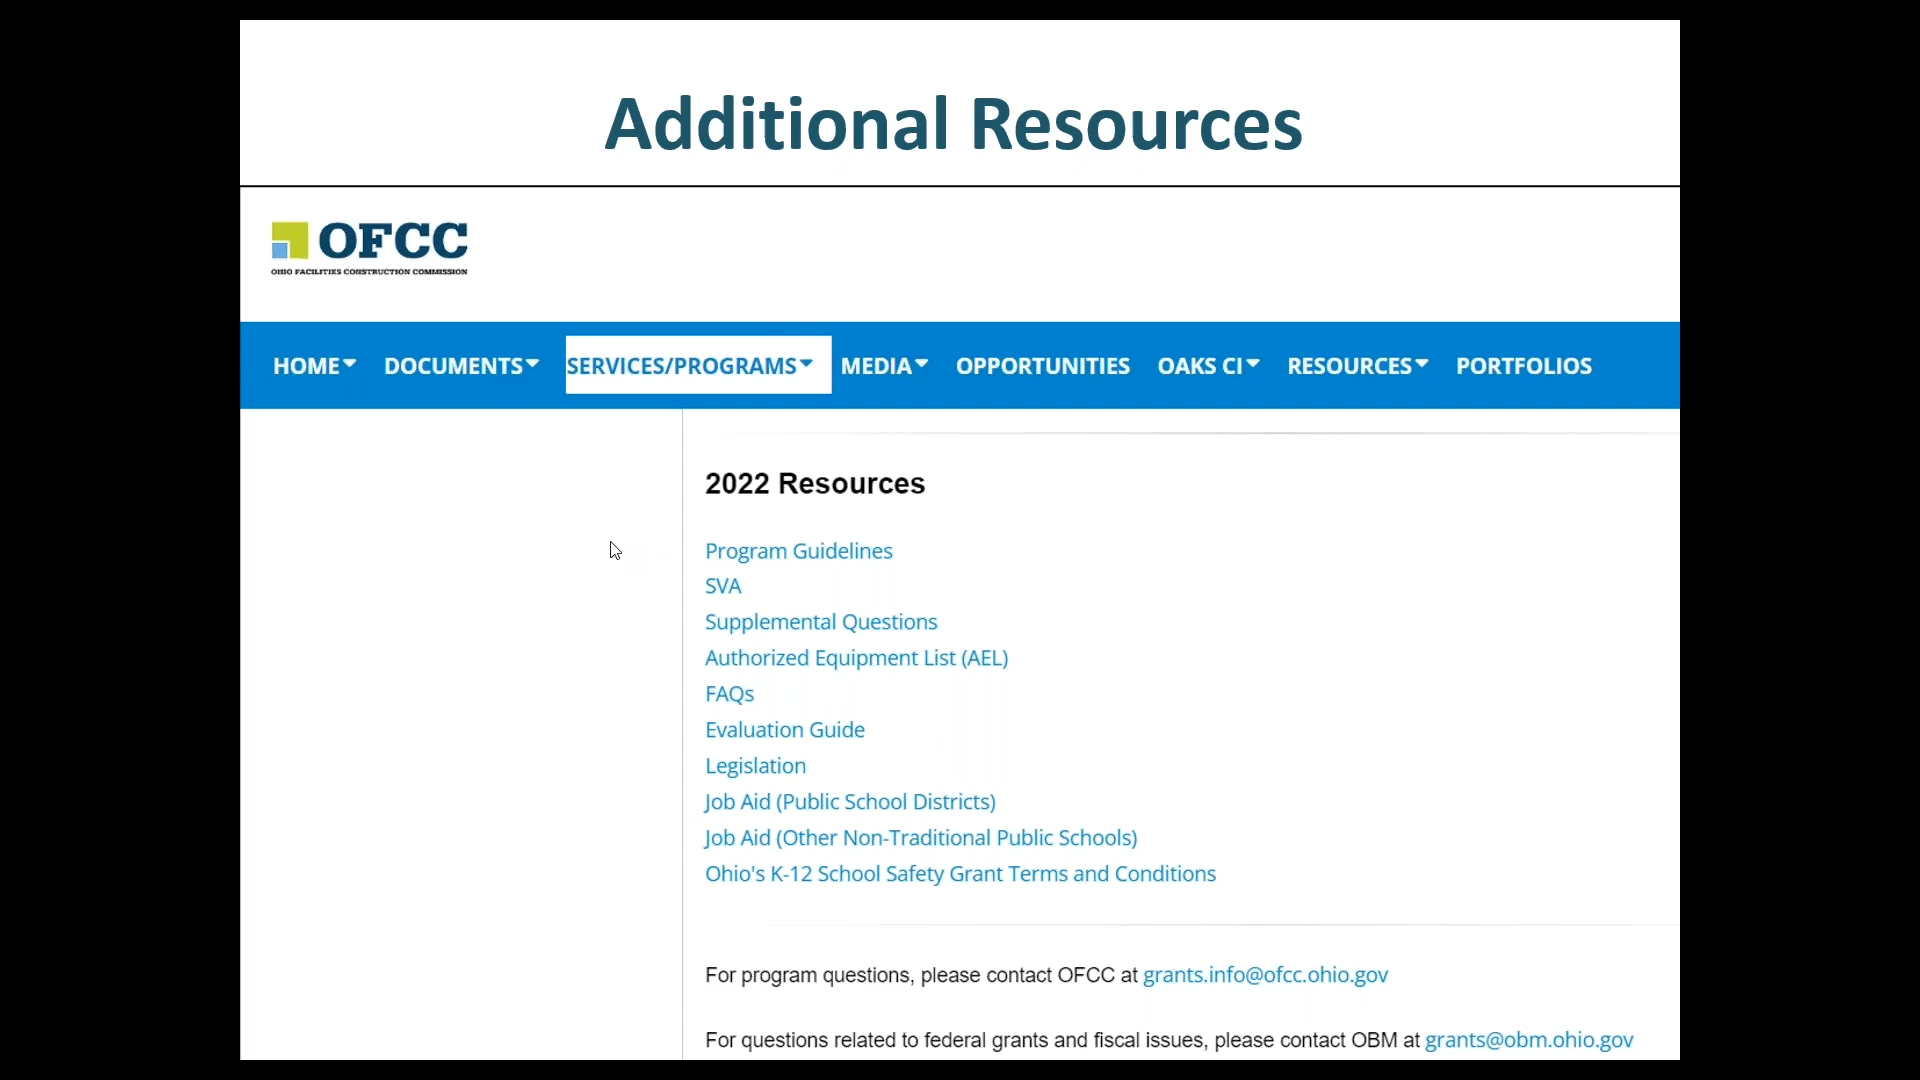 Additional Resources
OFCC
OHIO FACILITIES CONSTRUCTION COMMISSION
HOME DOCUMENTS SERVICES/PROGRAMS MEDIA OPPORTUNITIES OAKS CI RESOURCES PORTFOLIOS
2022 Resources
Program Guidelines
SVA
Supplemental Questions
Authorized Equipment List (AEL)
FAQs
Evaluation Guide
Legislation
Job Aid (Public School Districts)
Job Aid (Other Non-Traditional Public Schools)
Ohio's K-12 School Safety Grant Terms and Conditions
For program questions, please contact OFCC at grants.info@ofcc.ohio.gov
For questions related to federal grants and fiscal issues, please contact OBM at grants@obm.ohio.gov